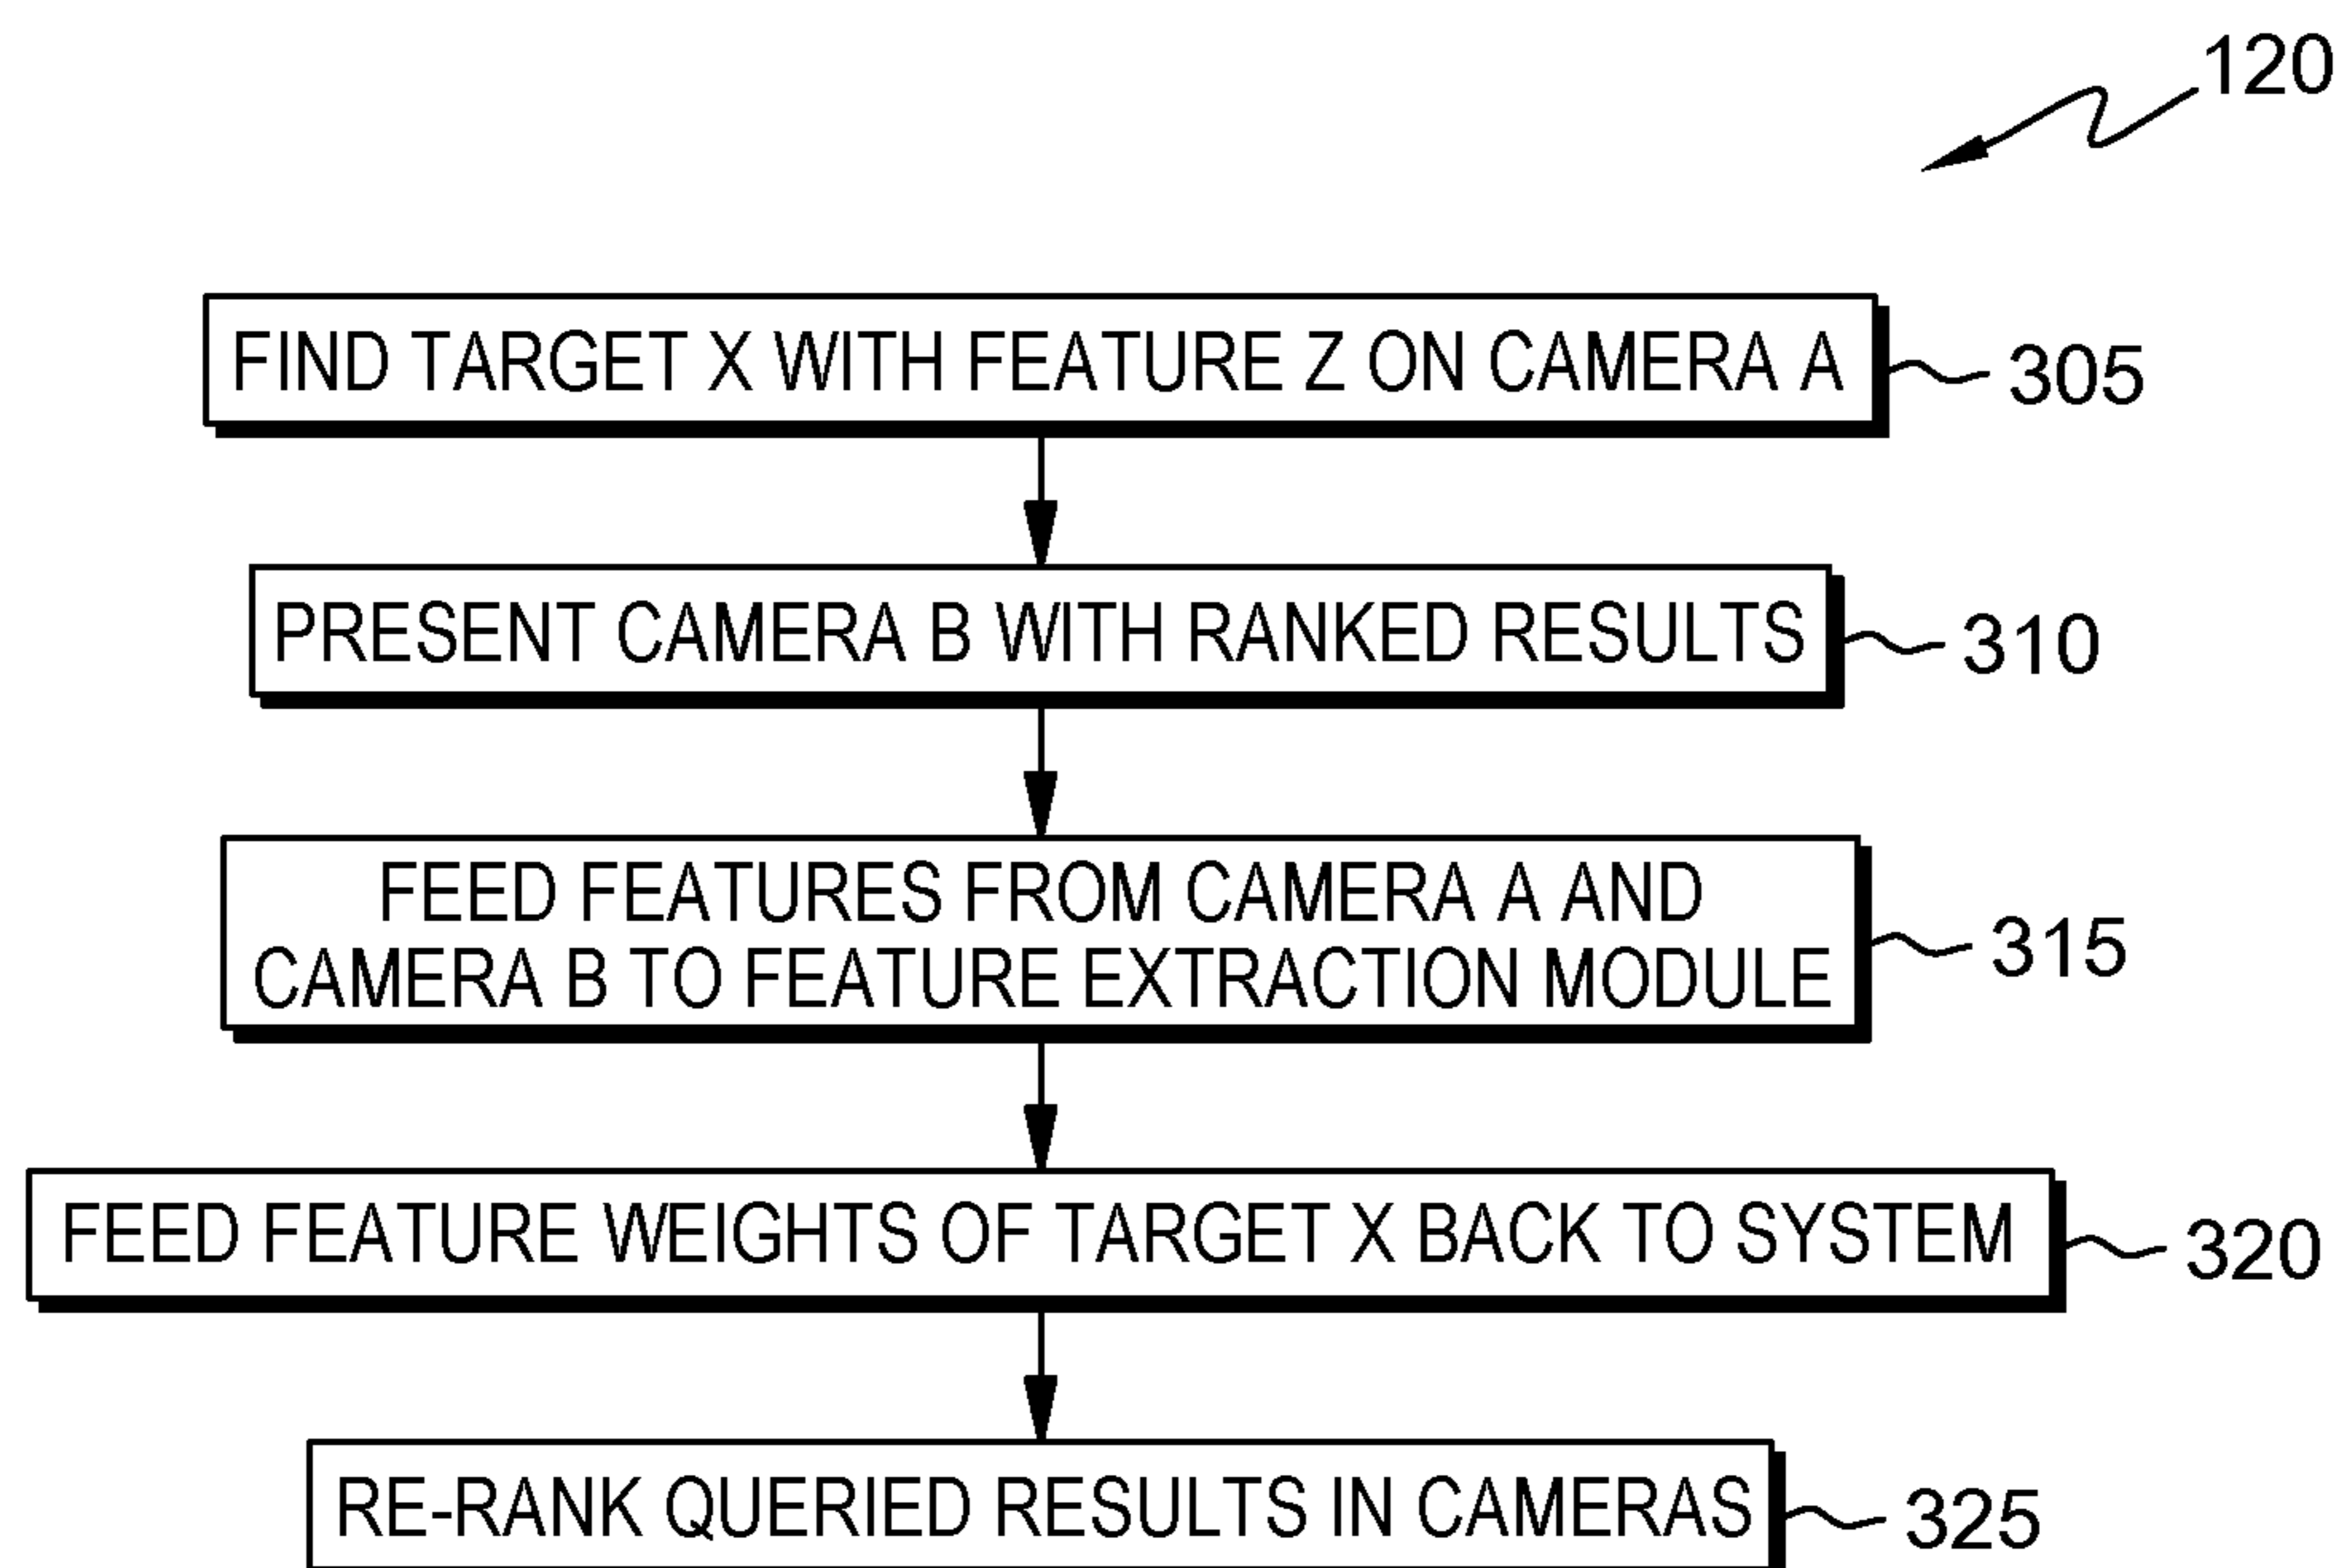 120
FIND TARGET X WITH FEATURE Z ON CAMERA A
305
PRESENT CAMERA B WITH RANKED RESULTS
310
FEED FEATURES FROM CAMERA A AND
CAMERA B TO FEATURE EXTRACTION MODULE
315
FEED FEATURE WEIGHTS OF TARGET X BACK TO SYSTEM
320
RE-RANK QUERIED RESULTS IN CAMERAS
325